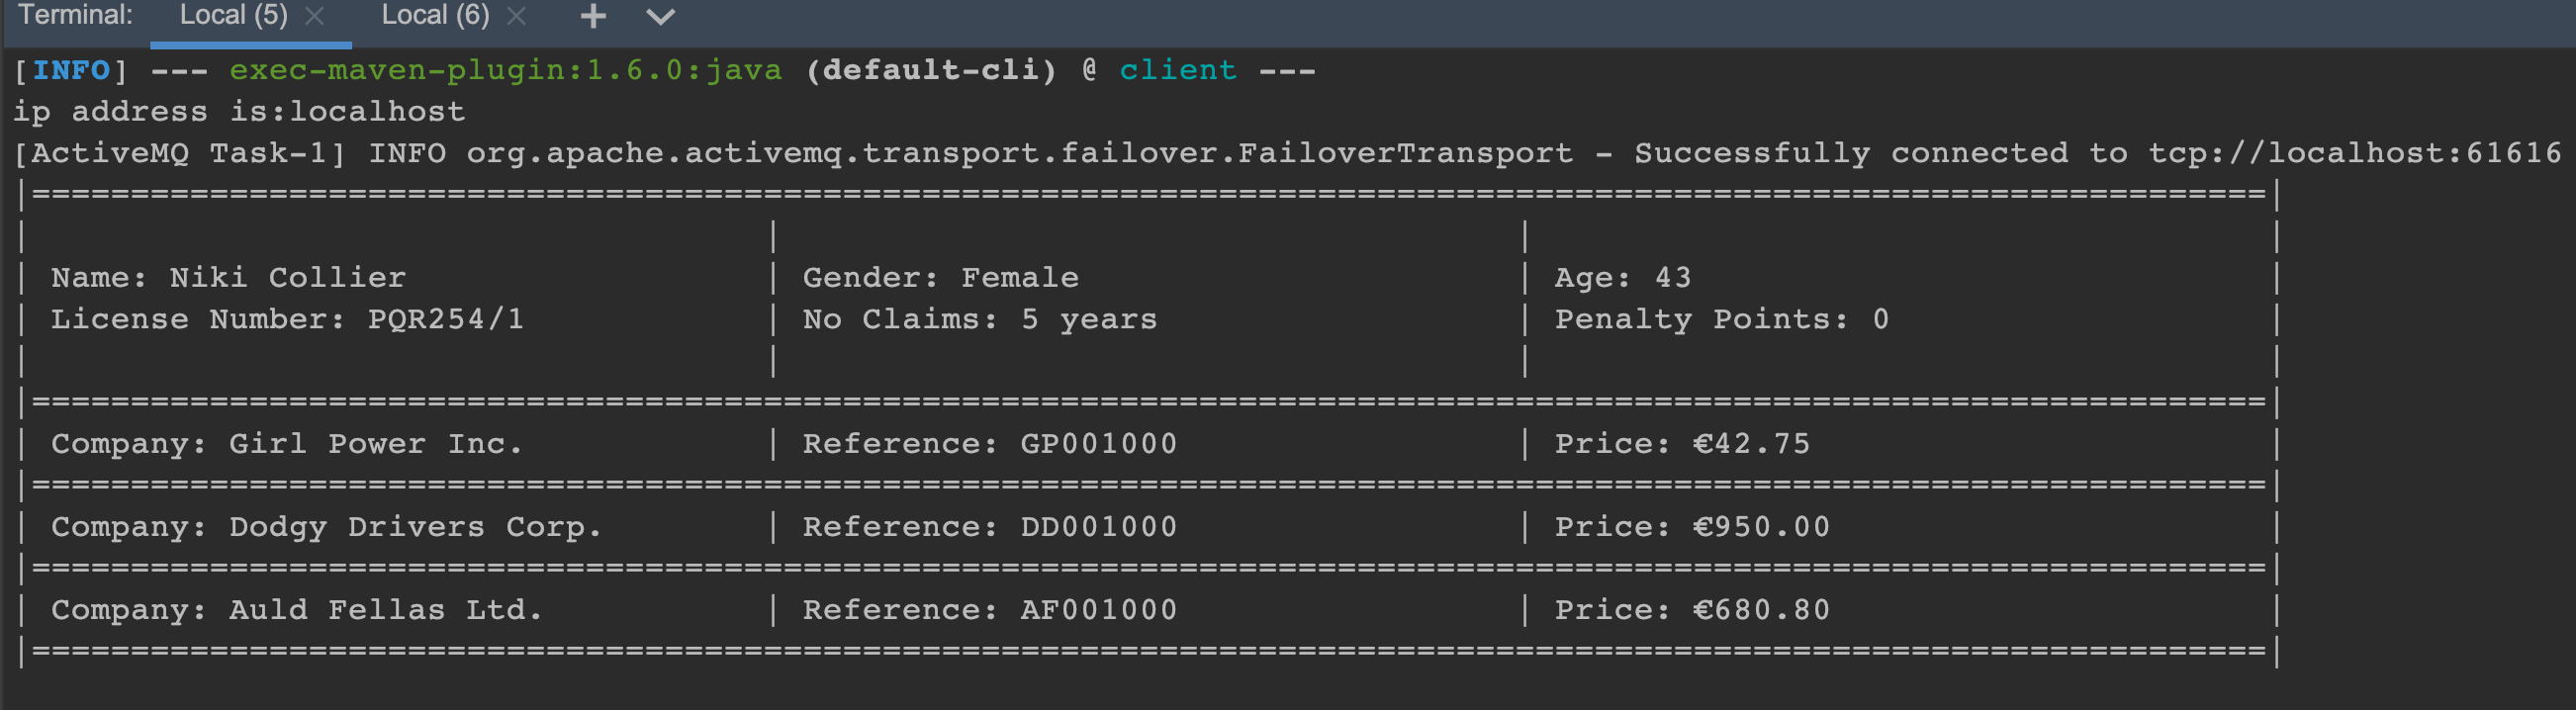 Terminal: Local (5) × Local (6) × +
[INFO] --- exec-maven-plugin:1.6.0:java (default-cli) @ client ---
ip address is:localhost
[ActiveMQ Task-1] INFO org.apache.activemq.transport.failover.FailoverTransport - Successfully connected to tcp://localhost:61616
|=================================================================================================================|
| | | |
| Name: Niki Collier | Gender: Female | Age: 43 |
| License Number: PQR254/1 | No Claims: 5 years | Penalty Points: 0 |
| | | |
|=================================================================================================================|
| Company: Girl Power Inc. | Reference: GP001000 | Price: €42.75 |
|=================================================================================================================|
| Company: Dodgy Drivers Corp. | Reference: DD001000 | Price: €950.00 |
|=================================================================================================================|
| Company: Auld Fellas Ltd. | Reference: AF001000 | Price: €680.80 |
|=================================================================================================================|